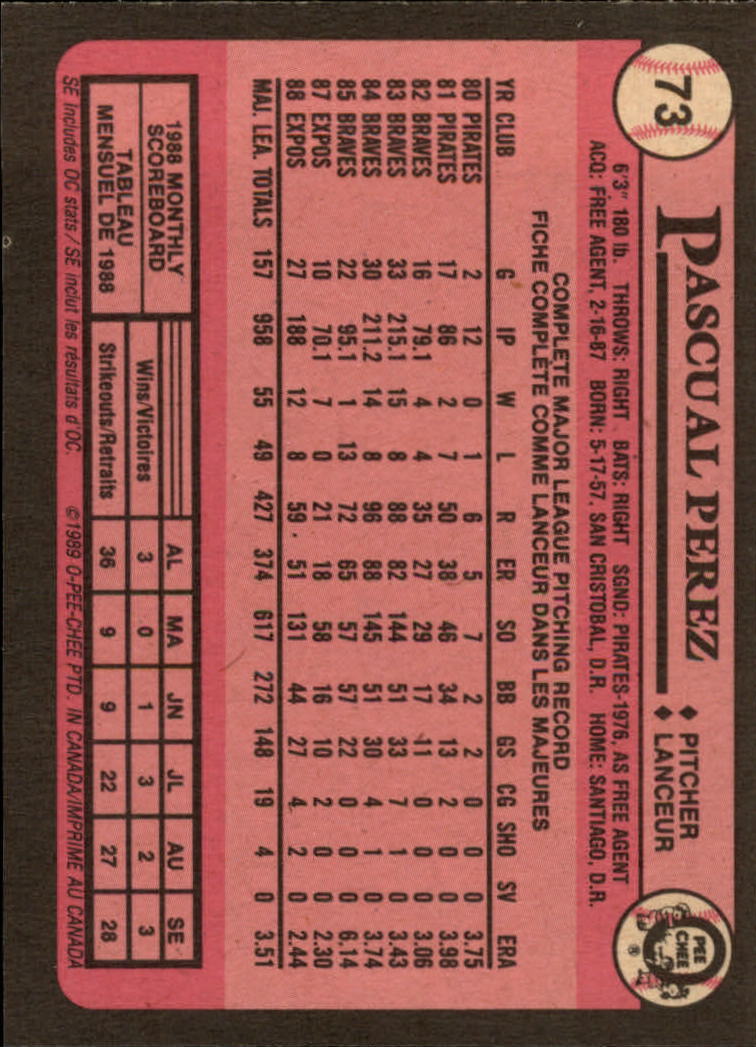 73
PASCUAL PEREZ
♦ PITCHER
♦ LANCEUR
O PEE CHEE ®
6'3" 180 lb. THROWS: RIGHT BATS: RIGHT SGND: PIRATES-1976, AS FREE AGENT
ACQ: FREE AGENT, 2-16-87 BORN: 5-17-57, SAN CRISTOBAL, D.R. HOME: SANTIAGO, D.R.
COMPLETE MAJOR LEAGUE PITCHING RECORD
FICHE COMPLÈTE COMME LANCEUR DANS LES MAJEURES
YR CLUB G IP W L R ER SO BB GS CG SHO SV ERA
80 PIRATES 2 12 0 1 6 5 7 2 2 0 0 0 3.75
81 PIRATES 17 86 2 7 50 38 46 34 13 2 0 0 3.98
82 BRAVES 16 79.1 4 4 35 27 29 17 11 0 0 0 3.06
83 BRAVES 33 215.1 15 8 88 82 144 51 33 7 1 0 3.43
84 BRAVES 30 211.2 14 8 96 88 145 51 30 4 1 0 3.74
85 BRAVES 22 95.1 1 13 72 65 57 57 22 0 0 0 6.14
87 EXPOS 10 70.1 7 0 21 18 58 16 10 2 0 0 2.30
88 EXPOS 27 188 12 8 59 51 131 44 27 4 2 0 2.44
MAJ. LEA. TOTALS 157 958 55 49 427 374 617 272 148 19 4 0 3.51
1988 MONTHLY SCOREBOARD
TABLEAU MENSUEL DE 1988
AL MA JN JL AU SE
Wins/Victoires 3 0 1 3 2 3
Strikeouts/Retraits 36 9 9 22 27 28
SE includes OC stats / SE inclut les résultats d'OC. ©1989 O-PEE-CHEE PTD. IN CANADA/IMPRIMÉ AU CANADA